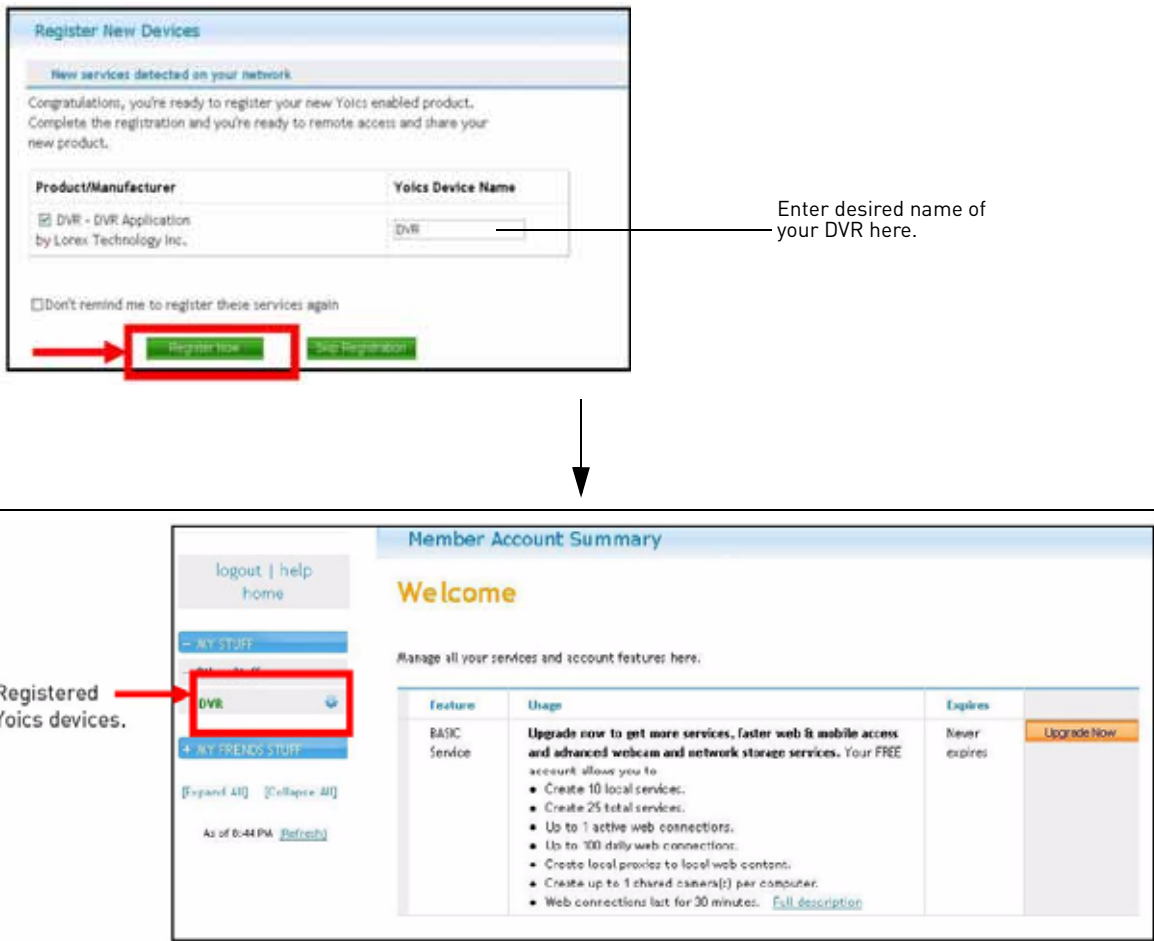 Register New Devices
New services detected on your network
Congratulations, you're ready to register your new Yoics enabled product.
Complete the registration and you're ready to remote access and share your
new product.
Product/Manufacturer
Yoics Device Name
DVR - DVR Application
by Lorex Technology Inc.
DVR
Enter desired name of
your DVR here.
Don't remind me to register these services again
Register Now
Skip Registration
Member Account Summary
logout | help
home
Welcome
- MY STUFF
Manage all your services and account features here.
Registered
Yoics devices.
DVR
+ MY FRENDS STUFF
[Expand All] [Collapse All]
As of 8:44 PM (Refresh)
Feature
Usage
Expires
BASIC
Service
Upgrade now to get more services, faster web & mobile access
and advanced webcam and network storage services. Your FREE
account allows you to
• Create 10 local services.
• Create 25 total services.
• Up to 1 active web connections.
• Up to 100 daily web connections.
• Create local proxies to local web content.
• Create up to 1 shared camera(s) per computer.
• Web connections last for 30 minutes. Full description
Never
expires
Upgrade Now